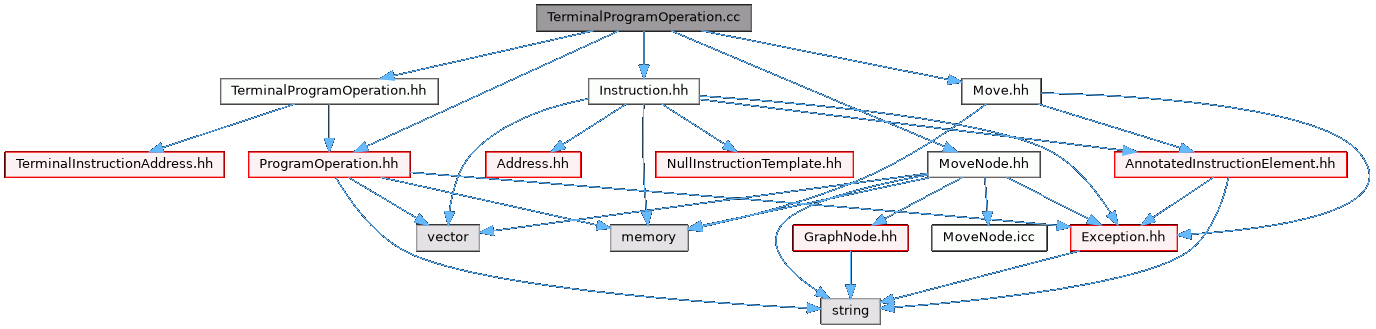 TerminalProgramOperation.cc
TerminalProgramOperation.hh
Instruction.hh
Move.hh
TerminalInstructionAddress.hh
ProgramOperation.hh
Address.hh
NullInstructionTemplate.hh
MoveNode.hh
AnnotatedInstructionElement.hh
vector
memory
GraphNode.hh
MoveNode.icc
Exception.hh
string